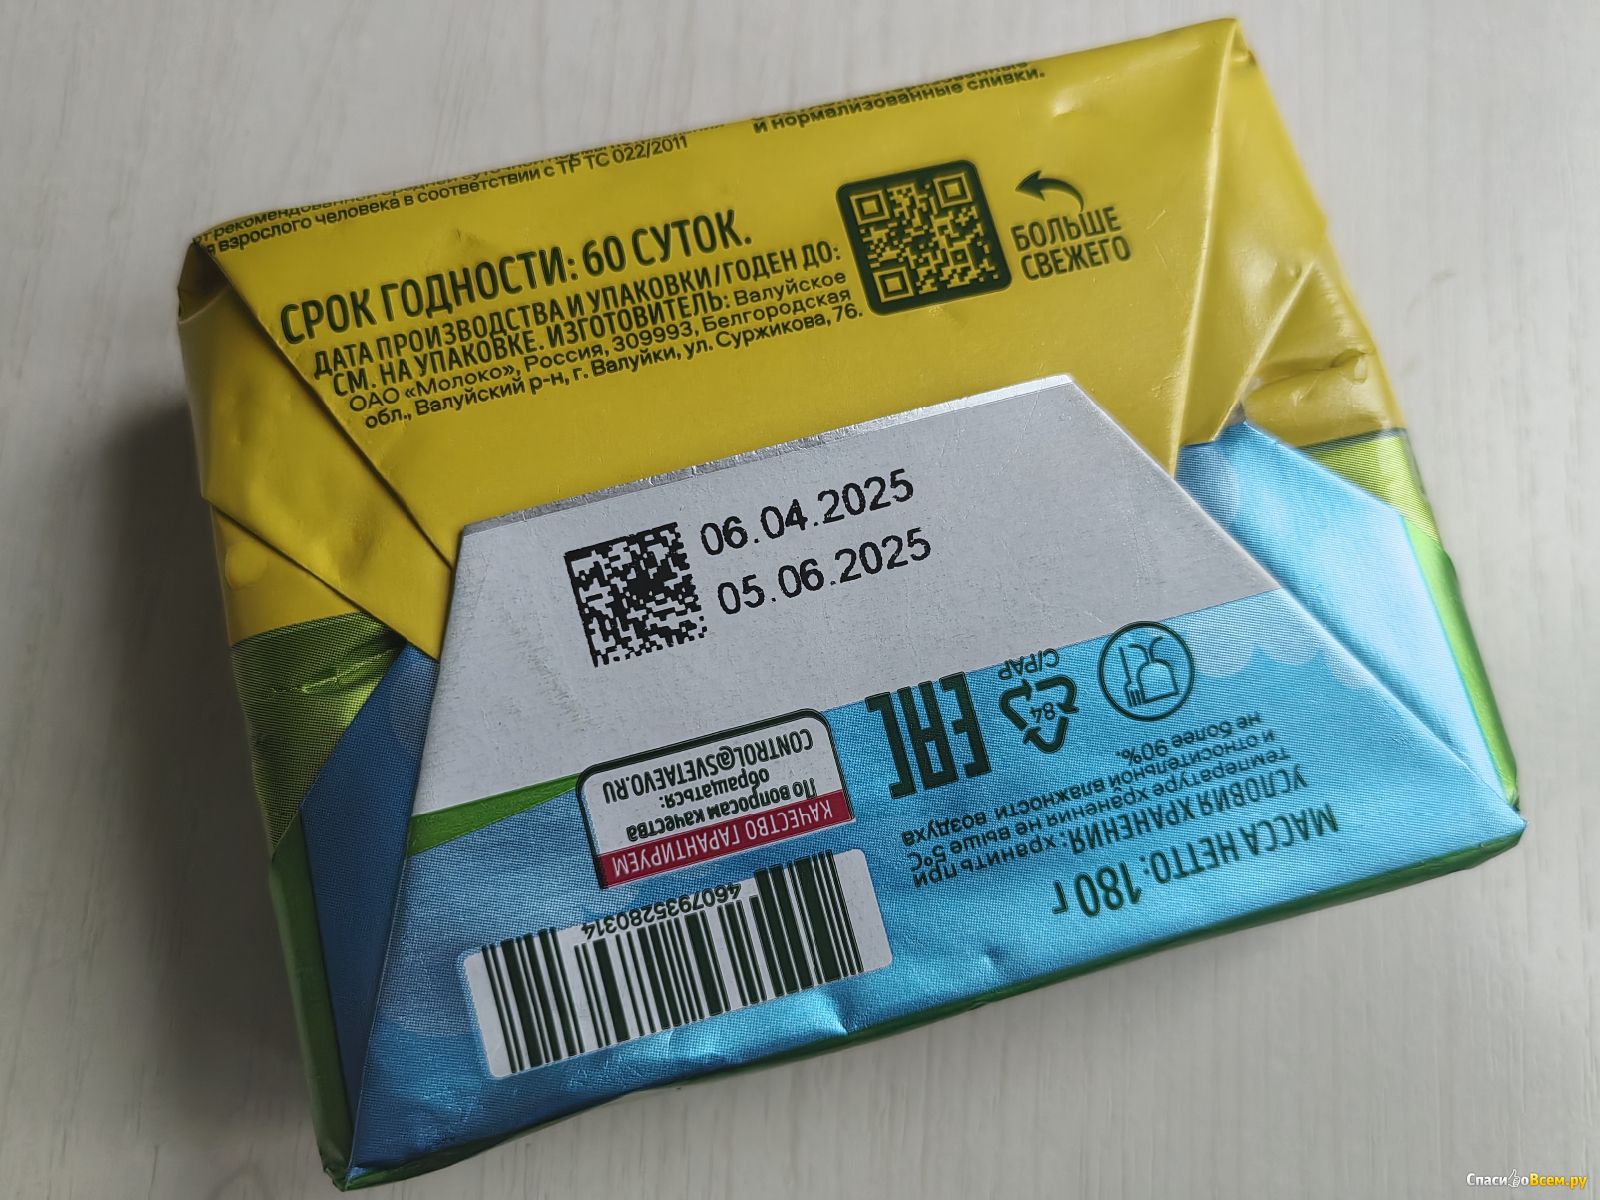 и нормализованные сливки.
взрослого человека в соответствии с ТР ТС 022/2011
СРОК ГОДНОСТИ: 60 СУТОК.
ДАТА ПРОИЗВОДСТВА И УПАКОВКИ/ГОДЕН ДО:
СМ. НА УПАКОВКЕ. ИЗГОТОВИТЕЛЬ: Валуйское
ОАО «Молоко», Россия, 309993, Белгородская
обл., Валуйский р-н, г. Валуйки, ул. Суржикова, 76.
БОЛЬШЕ
СВЕЖЕГО
06.04.2025
05.06.2025
МАССА НЕТТО: 180 г
УСЛОВИЯ ХРАНЕНИЯ: хранить при
температуре хранения не выше 5°С
и относительной влажности воздуха
не более 90%.
84
C/PAP
EAC
КАЧЕСТВО ГАРАНТИРУЕМ
По вопросам качества
обращаться:
CONTROL@SVETAEVO.RU
4607935280314
СпасибоВсем.ру